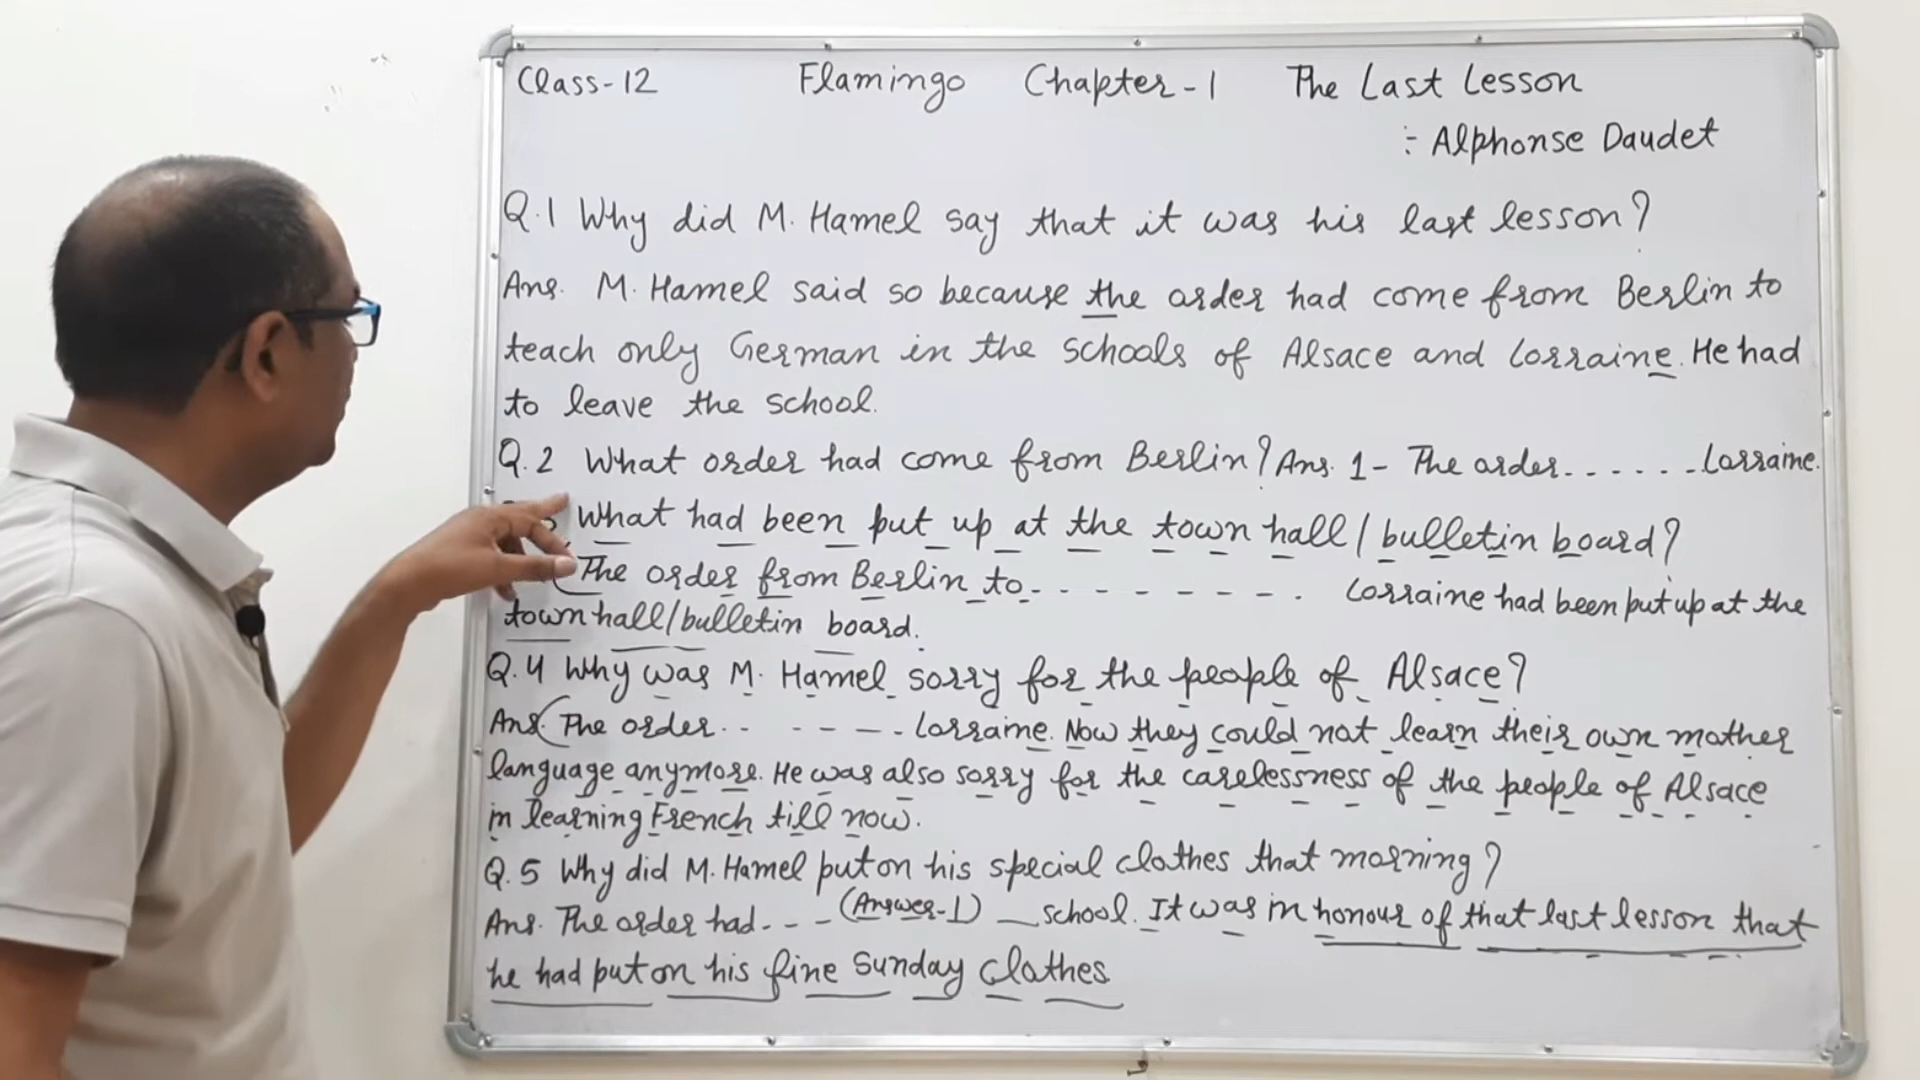 Class-12 Flamingo Chapter-1 The Last Lesson
:- Alphonse Daudet
Q.1 Why did M. Hamel say that it was his last lesson?
Ans. M. Hamel said so because the order had come from Berlin to
teach only German in the schools of Alsace and Lorraine. He had
to leave the school.
Q.2 What order had come from Berlin? Ans. 1- The order......Lorraine.
What had been put up at the town hall/bulletin board?
(The order from Berlin to - - - - - - - - . Lorraine had been put up at the
town hall/bulletin board.
Q.4 Why was M. Hamel sorry for the people of Alsace?
Ans. (The order.. - - - -. Lorraine. Now they could not learn their own mother
language anymore. He was also sorry for the carelessness of the people of Alsace
in learning French till now.
Q.5 Why did M. Hamel put on his special clothes that morning?
Ans. The order had. - - - (Answer-1) __ school. It was in honour of that last lesson that
he had put on his fine Sunday clothes